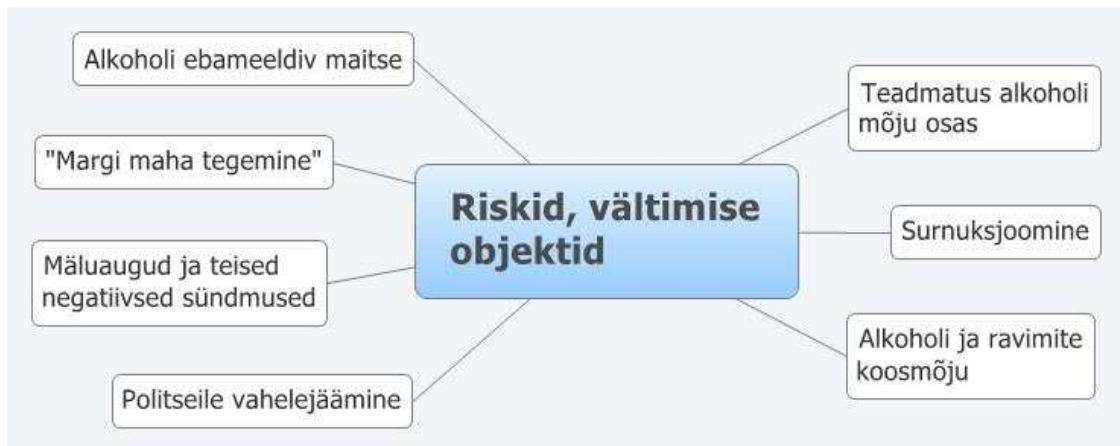 Alkoholi ebameeldiv maitse
"Margi maha tegemine"
Mäluaugud ja teised
negatiivsed sündmused
Politseile vahelejäämine
Riskid, vältimise
objektid
Teadmatus alkoholi
mõju osas
Surnuksjoomine
Alkoholi ja ravimite
koosmõju